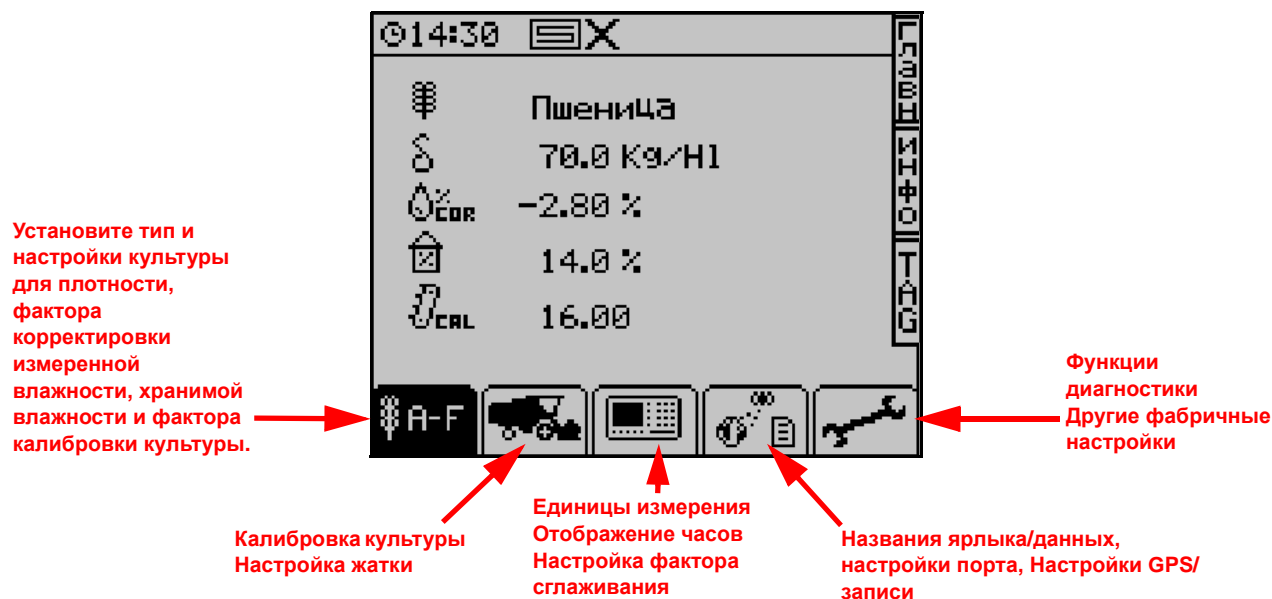 14:30
Главн
Инфо
TAG
Пшеница
70.0 Kg/Hl
% COR -2.80 %
% 14.0 %
CAL 16.00
A-F
Установите тип и
настройки культуры
для плотности,
фактора
корректировки
измеренной
влажности, хранимой
влажности и фактора
калибровки культуры.
Калибровка культуры
Настройка жатки
Единицы измерения
Отображение часов
Настройка фактора
сглаживания
Названия ярлыка/данных,
настройки порта, Настройки GPS/
записи
Функции
диагностики
Другие фабричные
настройки